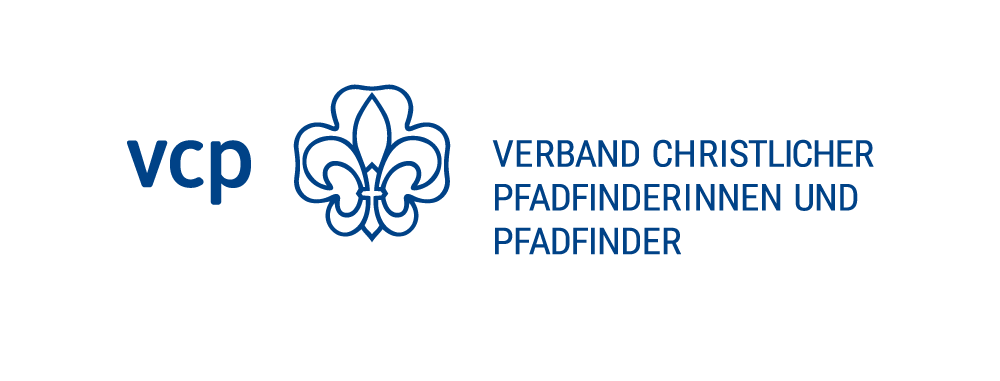 vcp
VERBAND CHRISTLICHER
PFADFINDERINNEN UND
PFADFINDER